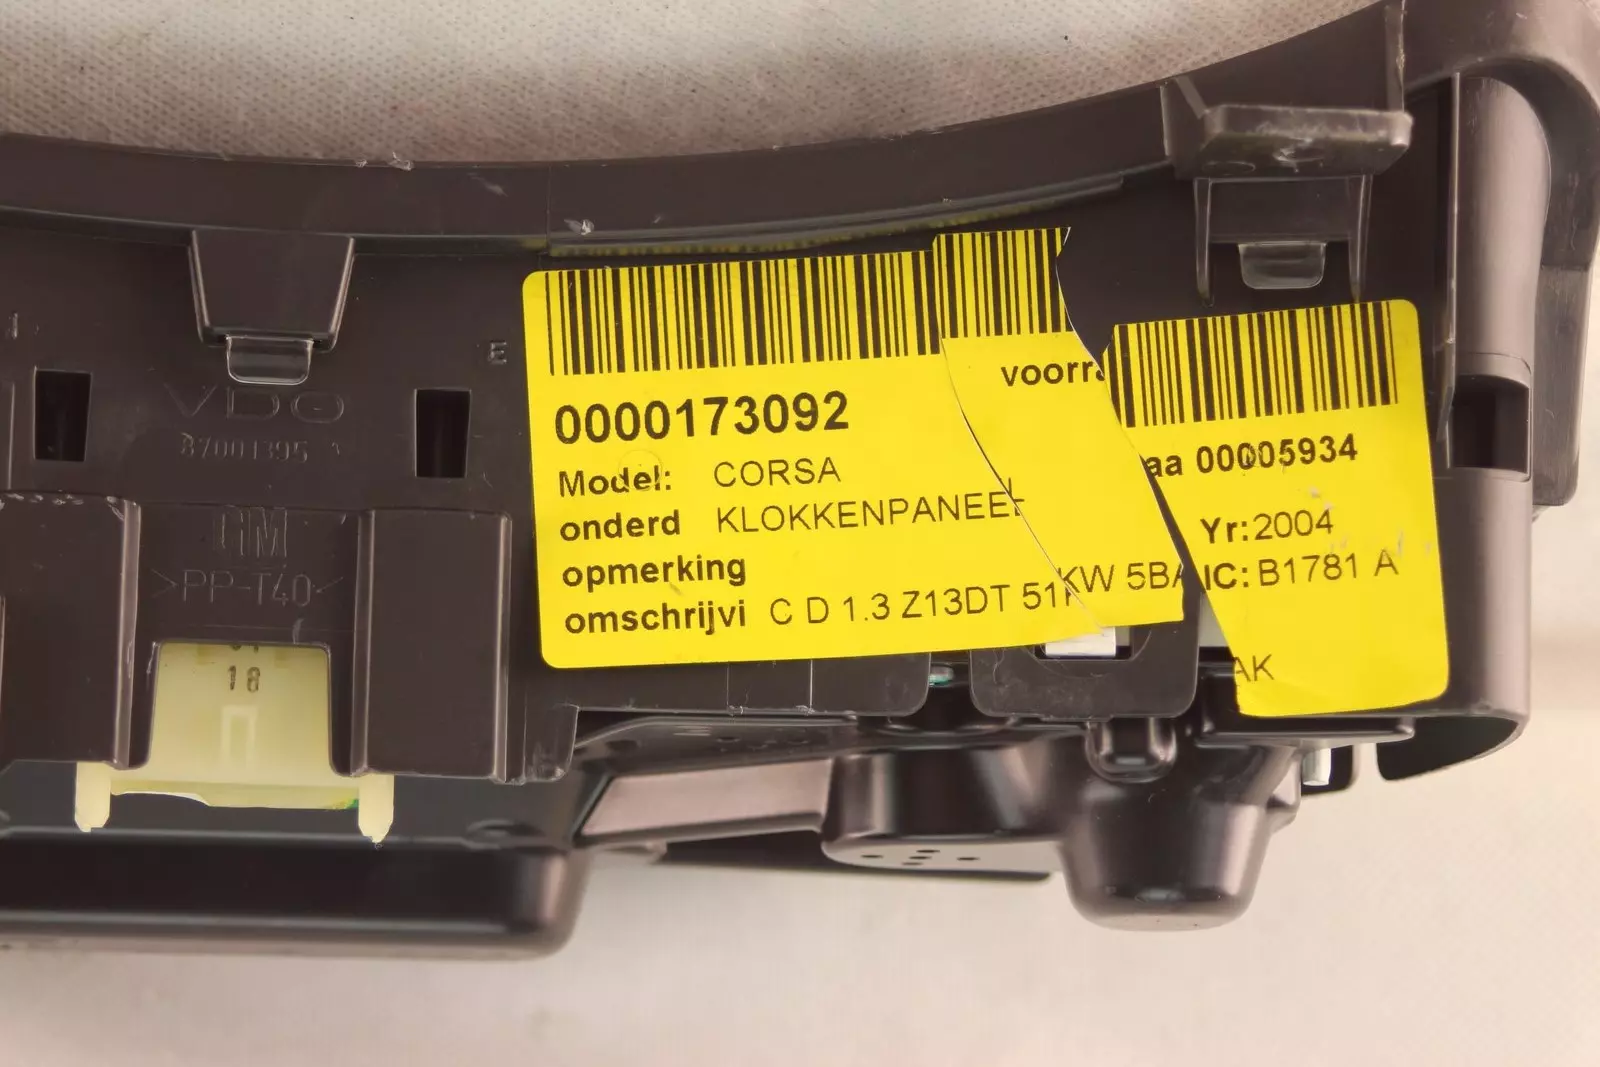 0000173092
voorr
aa 00005934
Model: CORSA
Yr:2004
onderd KLOKKENPANEEL
IC:B1781 A
opmerking
omschrijvi C D 1.3 Z13DT 51KW 5BA
AK
E
VDO
87001395
GM
>PP-T40<
18